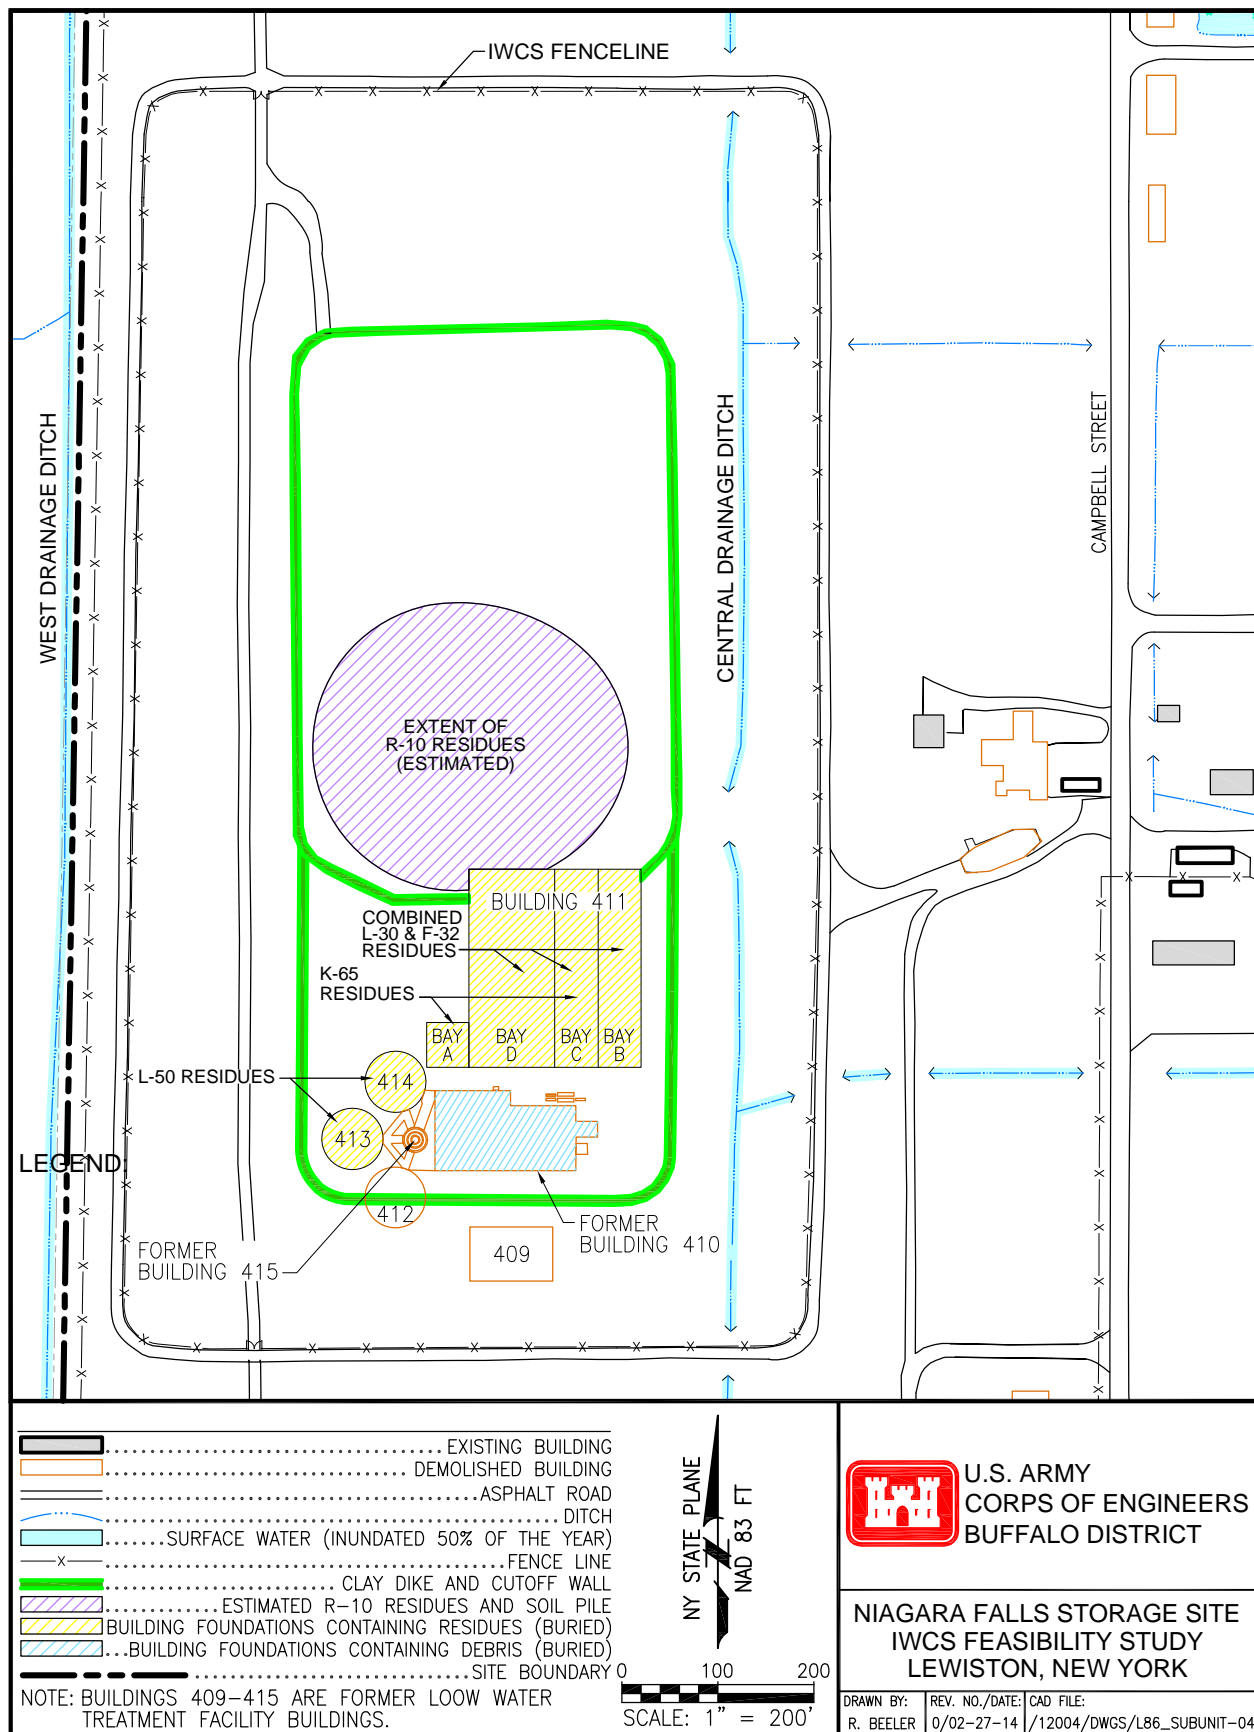 IWCS FENCELINE
WEST DRAINAGE DITCH
CENTRAL DRAINAGE DITCH
CAMPBELL STREET
EXTENT OF
R-10 RESIDUES
(ESTIMATED)
BUILDING 411
COMBINED
L-30 & F-32
RESIDUES
K-65
RESIDUES
BAY
A
BAY
D
BAY
C
BAY
B
L-50 RESIDUES
414
413
412
LEGEND:
FORMER
BUILDING 415
FORMER
BUILDING 410
409
EXISTING BUILDING
DEMOLISHED BUILDING
ASPHALT ROAD
DITCH
SURFACE WATER (INUNDATED 50% OF THE YEAR)
FENCE LINE
CLAY DIKE AND CUTOFF WALL
ESTIMATED R-10 RESIDUES AND SOIL PILE
BUILDING FOUNDATIONS CONTAINING RESIDUES (BURIED)
BUILDING FOUNDATIONS CONTAINING DEBRIS (BURIED)
SITE BOUNDARY
NOTE: BUILDINGS 409-415 ARE FORMER LOOW WATER
TREATMENT FACILITY BUILDINGS.
NY STATE PLANE
NAD 83 FT
0 100 200
SCALE: 1" = 200'
U.S. ARMY
CORPS OF ENGINEERS
BUFFALO DISTRICT
NIAGARA FALLS STORAGE SITE
IWCS FEASIBILITY STUDY
LEWISTON, NEW YORK
DRAWN BY: REV. NO./DATE: CAD FILE:
R. BEELER 0/02-27-14 /12004/DWGS/L86_SUBUNIT-04